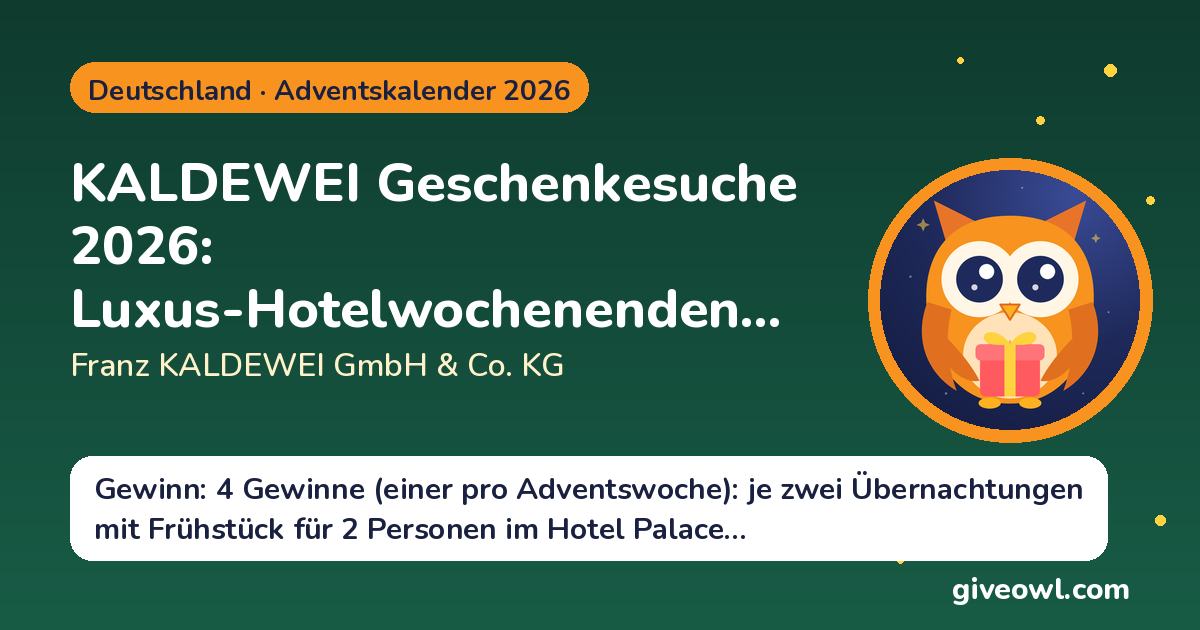 Deutschland · Adventskalender 2026
KALDEWEI Geschenkesuche
2026:
Luxus-Hotelwochenenden...
Franz KALDEWEI GmbH & Co. KG
Gewinn: 4 Gewinne (einer pro Adventswoche): je zwei Übernachtungen
mit Frühstück für 2 Personen im Hotel Palace...
giveowl.com